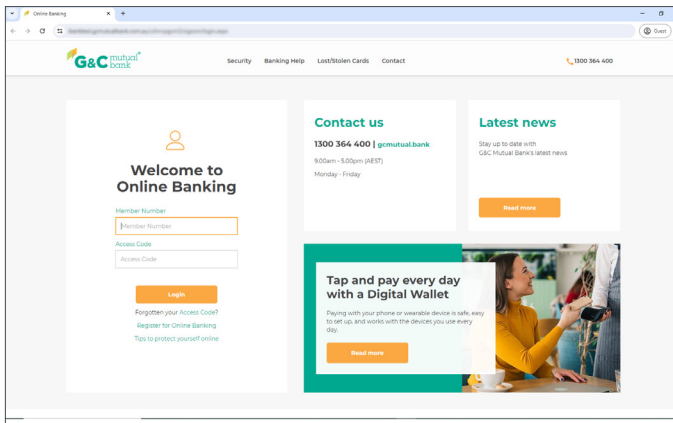 Online Banking
Guest
G&C mutual bank
Security Banking Help Lost/Stolen Cards Contact
1300 364 400
Welcome to
Online Banking
Member Number
Member Number
Access Code
Access Code
Login
Forgotten your Access Code?
Register for Online Banking
Tips to protect yourself online
Contact us
1300 364 400 | gcmutual.bank
9.00am - 5.00pm (AEST)
Monday - Friday
Latest news
Stay up to date with
G&C Mutual Bank's latest news
Read more
Tap and pay every day
with a Digital Wallet
Paying with your phone or wearable device is safe, easy
to set up, and works with the devices you use every
day.
Read more